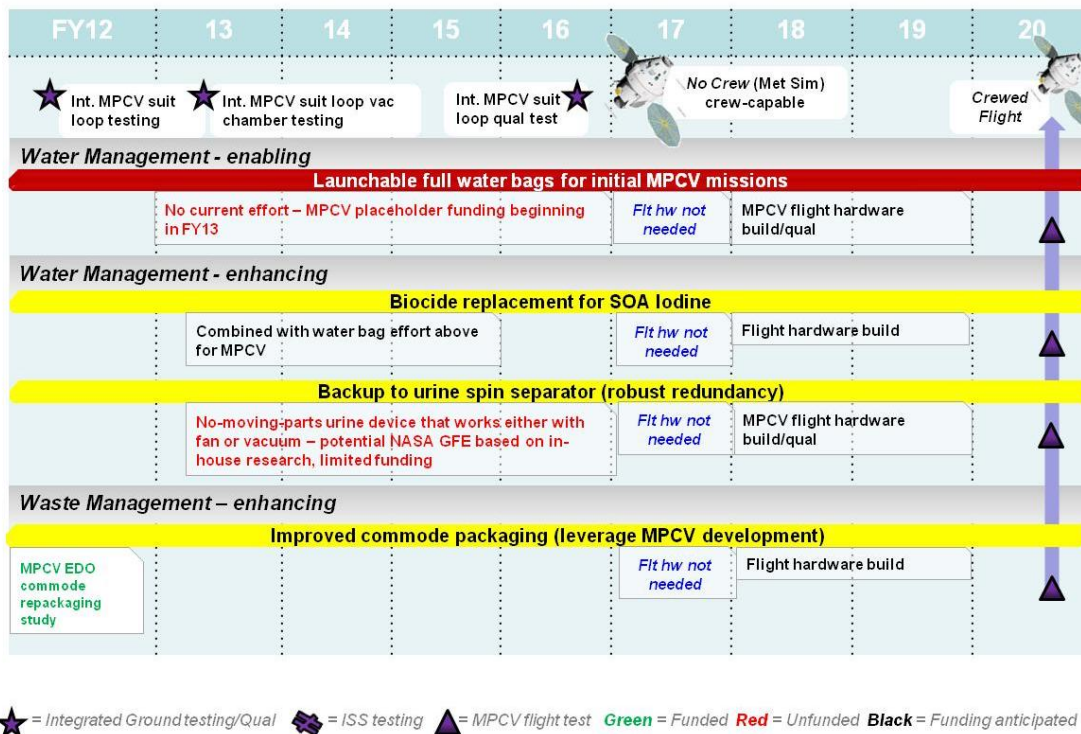 FY12 13 14 15 16 17 18 19 20
Int. MPCV suit
loop testing
Int. MPCV suit loop vac
chamber testing
Int. MPCV suit
loop qual test
No Crew (Met Sim)
crew-capable
Crewed
Flight
Water Management - enabling
Launchable full water bags for initial MPCV missions
No current effort – MPCV placeholder funding beginning
in FY13
Flt hw not
needed
MPCV flight hardware
build/qual
Water Management - enhancing
Biocide replacement for SOA Iodine
Combined with water bag effort above
for MPCV
Flt hw not
needed
Flight hardware build
Backup to urine spin separator (robust redundancy)
No-moving-parts urine device that works either with
fan or vacuum – potential NASA GFE based on in-
house research, limited funding
Flt hw not
needed
MPCV flight hardware
build/qual
Waste Management – enhancing
Improved commode packaging (leverage MPCV development)
MPCV EDO
commode
repackaging
study
Flt hw not
needed
Flight hardware build
= Integrated Ground testing/Qual = ISS testing = MPCV flight test Green = Funded Red = Unfunded Black = Funding anticipated